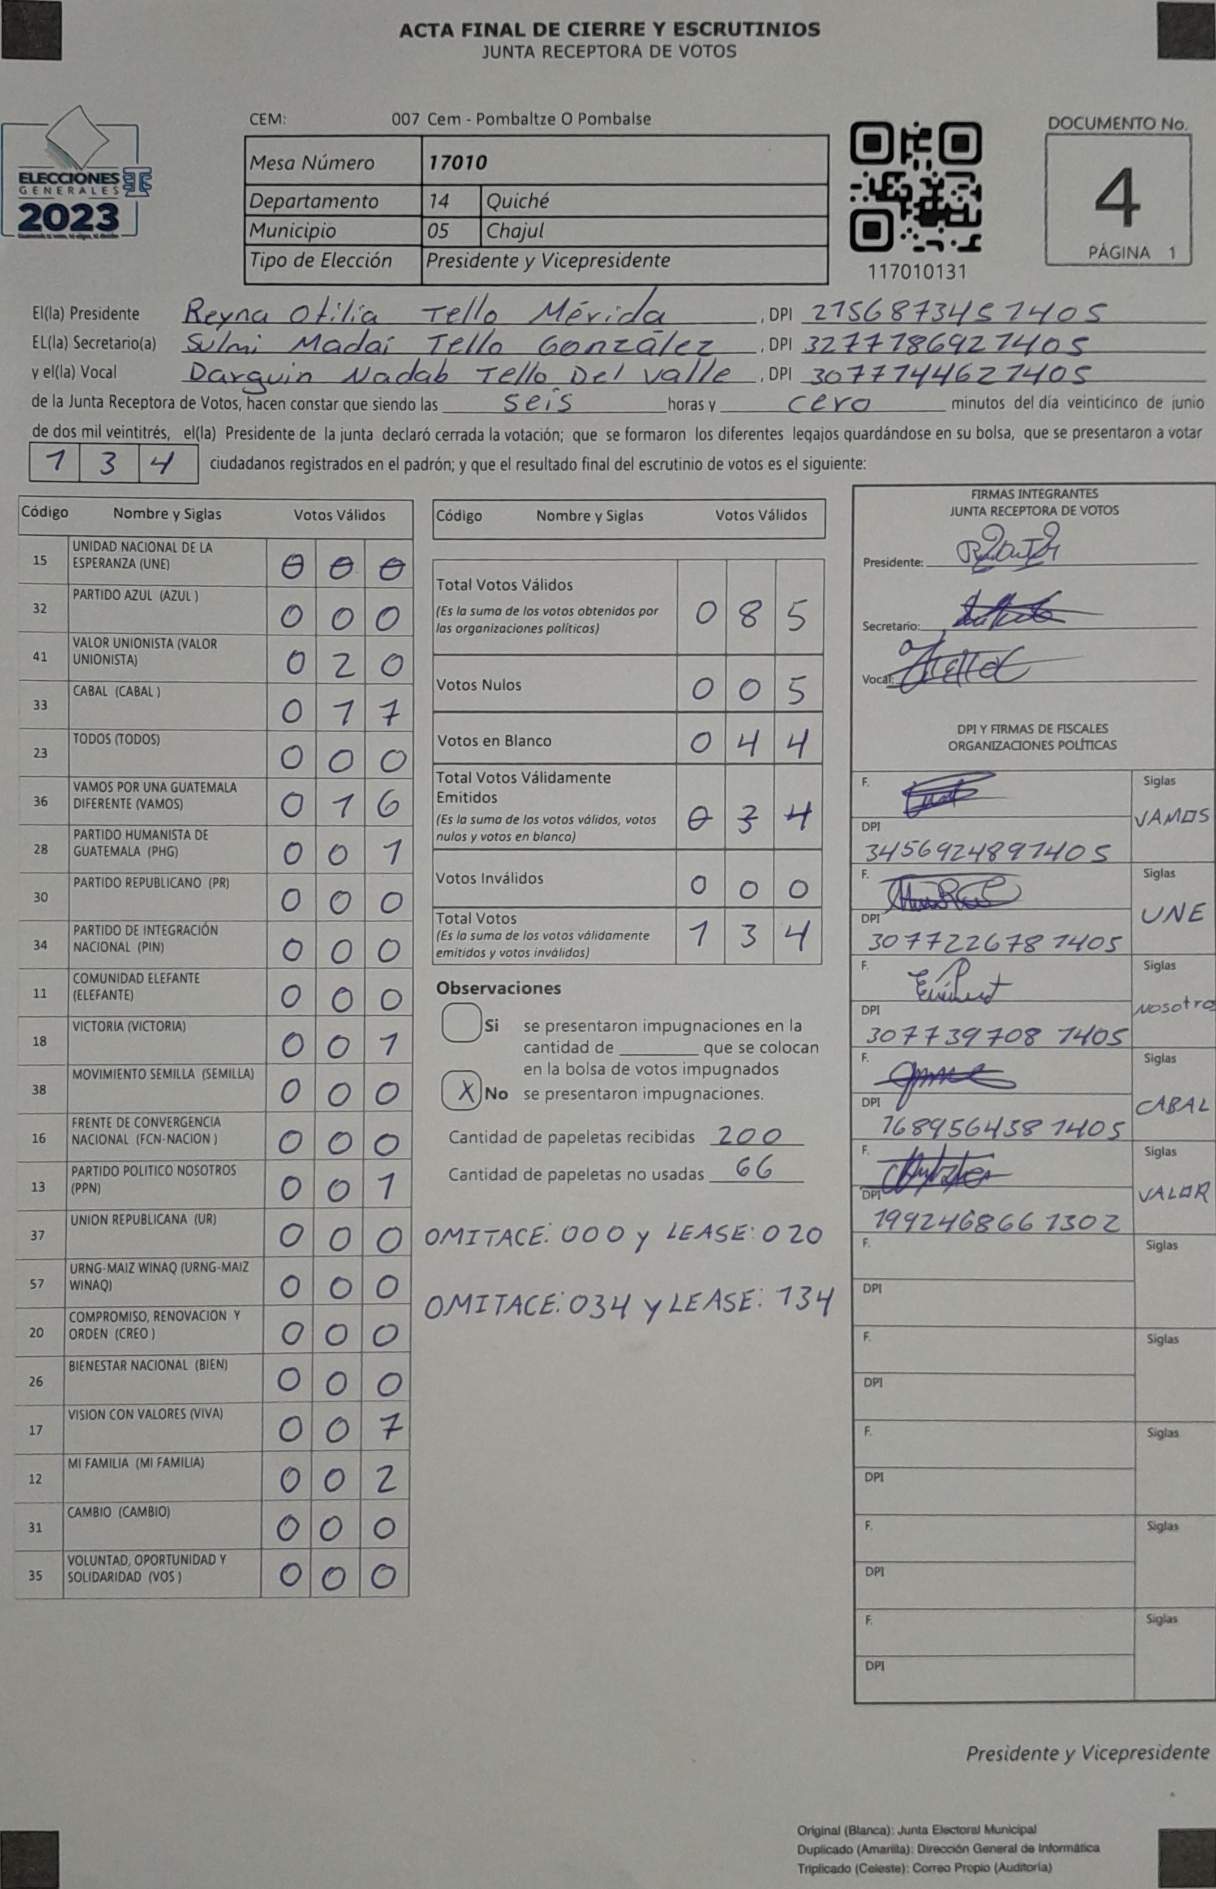 ACTA FINAL DE CIERRE Y ESCRUTINIOS
JUNTA RECEPTORA DE VOTOS
ELECCIONES
GENERALES
2023
CEM: 007 Cem - Pombaltze O Pombalse
Mesa Número 17010
Departamento 14 Quiché
Municipio 05 Chajul
Tipo de Elección Presidente y Vicepresidente
117010131
DOCUMENTO No.
4
PÁGINA 1
El(la) Presidente Reyna Otilia Tello Mérida, DPI 2756873457405
EL(la) Secretario(a) Sulmi Madaí Tello González, DPI 3277786927405
y el(la) Vocal Darguin Nadab Tello Del valle, DPI 3077744627405
de la Junta Receptora de Votos, hacen constar que siendo las seis horas y cero minutos del día veinticinco de junio
de dos mil veintitrés, el(la) Presidente de la junta declaró cerrada la votación; que se formaron los diferentes legajos guardándose en su bolsa, que se presentaron a votar
1 3 4 ciudadanos registrados en el padrón; y que el resultado final del escrutinio de votos es el siguiente:
Código Nombre y Siglas Votos Válidos
15 UNIDAD NACIONAL DE LA
ESPERANZA (UNE) 0 0 0
32 PARTIDO AZUL (AZUL ) 0 0 0
41 VALOR UNIONISTA (VALOR
UNIONISTA) 0 2 0
33 CABAL (CABAL ) 0 1 7
23 TODOS (TODOS) 0 0 0
36 VAMOS POR UNA GUATEMALA
DIFERENTE (VAMOS) 0 1 6
28 PARTIDO HUMANISTA DE
GUATEMALA (PHG) 0 0 1
30 PARTIDO REPUBLICANO (PR) 0 0 0
34 PARTIDO DE INTEGRACIÓN
NACIONAL (PIN) 0 0 0
11 COMUNIDAD ELEFANTE
(ELEFANTE) 0 0 0
18 VICTORIA (VICTORIA) 0 0 1
38 MOVIMIENTO SEMILLA (SEMILLA) 0 0 0
16 FRENTE DE CONVERGENCIA
NACIONAL (FCN-NACION ) 0 0 0
13 PARTIDO POLITICO NOSOTROS
(PPN) 0 0 1
37 UNION REPUBLICANA (UR) 0 0 0
57 URNG-MAIZ WINAQ (URNG-MAIZ
WINAQ) 0 0 0
20 COMPROMISO, RENOVACION Y
ORDEN (CREO ) 0 0 0
26 BIENESTAR NACIONAL (BIEN) 0 0 0
17 VISION CON VALORES (VIVA) 0 0 7
12 MI FAMILIA (MI FAMILIA) 0 0 2
31 CAMBIO (CAMBIO) 0 0 0
35 VOLUNTAD, OPORTUNIDAD Y
SOLIDARIDAD (VOS ) 0 0 0
Código Nombre y Siglas Votos Válidos
Total Votos Válidos
(Es la suma de los votos obtenidos por
las organizaciones políticas) 0 8 5
Votos Nulos 0 0 5
Votos en Blanco 0 4 4
Total Votos Válidamente
Emitidos
(Es la suma de los votos válidos, votos
nulos y votos en blanco) 0 3 4
Votos Inválidos 0 0 0
Total Votos
(Es la suma de los votos válidamente
emitidos y votos inválidos) 1 3 4
Observaciones
Si se presentaron impugnaciones en la
cantidad de ________ que se colocan
en la bolsa de votos impugnados
X No se presentaron impugnaciones.
Cantidad de papeletas recibidas 200
Cantidad de papeletas no usadas 66
OMITACE: 000 y LEASE: 020
OMITACE: 034 y LEASE: 134
FIRMAS INTEGRANTES
JUNTA RECEPTORA DE VOTOS
Presidente:
Secretario:
Vocal:
DPI Y FIRMAS DE FISCALES
ORGANIZACIONES POLÍTICAS
F. Siglas
VAMOS
DPI
3456924897405
F. Siglas
UNE
DPI
3077226781405
F. Siglas
Nosotro
DPI
3077397081405
F. Siglas
CABAL
DPI
1689564581405
F. Siglas
VALOR
DPI
1992468661302
F. Siglas
DPI
F. Siglas
DPI
F. Siglas
DPI
F. Siglas
DPI
F. Siglas
DPI
Presidente y Vicepresidente
Original (Blanca): Junta Electoral Municipal
Duplicado (Amarilla): Dirección General de Informática
Triplicado (Celeste): Correo Propio (Auditoría)